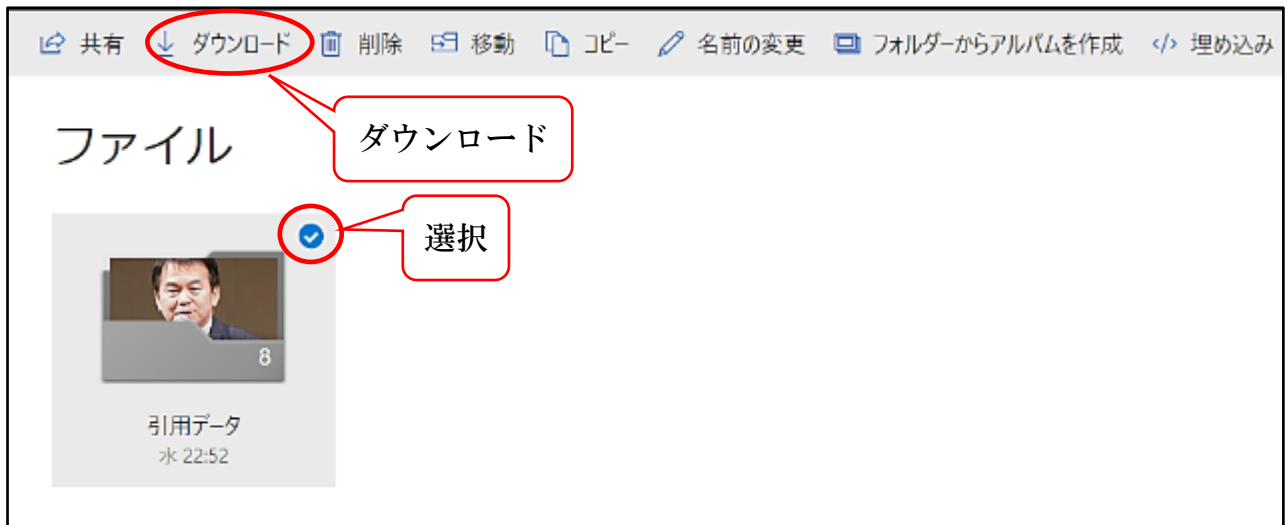 共有 ダウンロード 削除 移動 コピー 名前の変更 フォルダーからアルバムを作成 </> 埋め込み
ダウンロード
ファイル
選択
8
引用データ
水 22:52